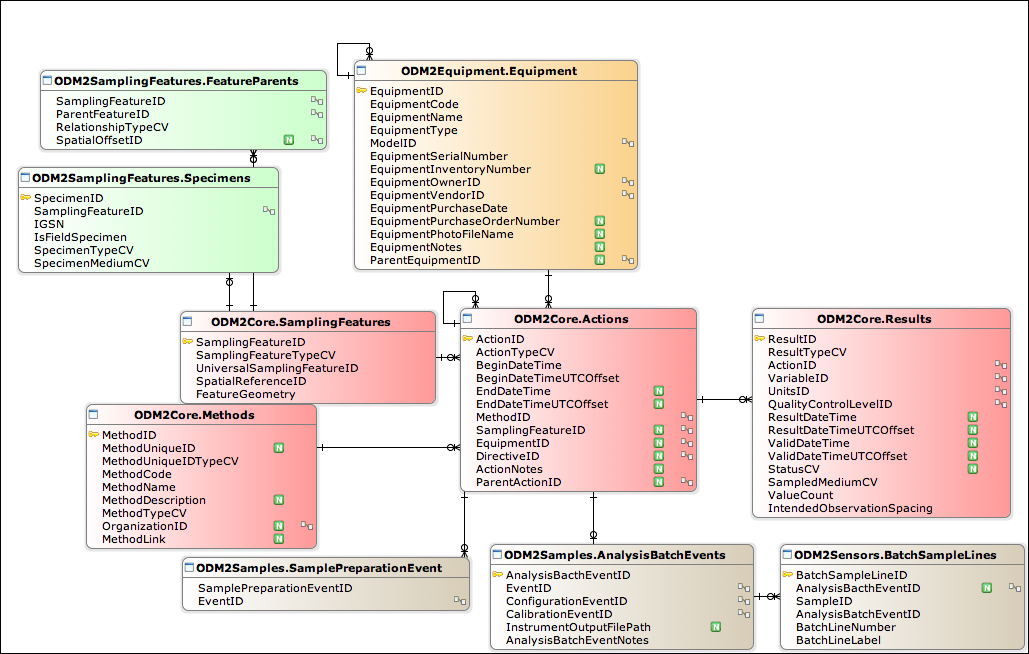 ODM2SamplingFeatures.FeatureParents
SamplingFeatureID
ParentFeatureID
RelationshipTypeCV
SpatialOffsetID N
ODM2Equipment.Equipment
EquipmentID
EquipmentCode
EquipmentName
EquipmentType
ModelID
EquipmentSerialNumber
EquipmentInventoryNumber N
EquipmentOwnerID
EquipmentVendorID
EquipmentPurchaseDate
EquipmentPurchaseOrderNumber N
EquipmentPhotoFileName N
EquipmentNotes N
ParentEquipmentID N
ODM2SamplingFeatures.Specimens
SpecimenID
SamplingFeatureID
IGSN
IsFieldSpecimen
SpecimenTypeCV
SpecimenMediumCV
ODM2Core.SamplingFeatures
SamplingFeatureID
SamplingFeatureTypeCV
UniversalSamplingFeatureID
SpatialReferenceID
FeatureGeometry
ODM2Core.Actions
ActionID
ActionTypeCV
BeginDateTime
BeginDateTimeUTCOffset
EndDateTime N
EndDateTimeUTCOffset N
MethodID
SamplingFeatureID N
EquipmentID N
DirectiveID N
ActionNotes N
ParentActionID N
ODM2Core.Results
ResultID
ResultTypeCV
ActionID
VariableID
UnitsID
QualityControlLevelID
ResultDateTime N
ResultDateTimeUTCOffset N
ValidDateTime N
ValidDateTimeUTCOffset N
StatusCV N
SampledMediumCV
ValueCount
IntendedObservationSpacing
ODM2Core.Methods
MethodID
MethodUniqueID N
MethodUniqueIDTypeCV
MethodCode
MethodName
MethodDescription N
MethodTypeCV
OrganizationID N
MethodLink N
ODM2Samples.SamplePreparationEvent
SamplePreparationEventID
EventID
ODM2Samples.AnalysisBatchEvents
AnalysisBacthEventID
EventID
ConfigurationEventID
CalibrationEventID
InstrumentOutputFilePath N
AnalysisBatchEventNotes
ODM2Sensors.BatchSampleLines
BatchSampleLineID
AnalysisBacthEventID N
SampleID
AnalysisBatchEventID
BatchLineNumber
BatchLineLabel